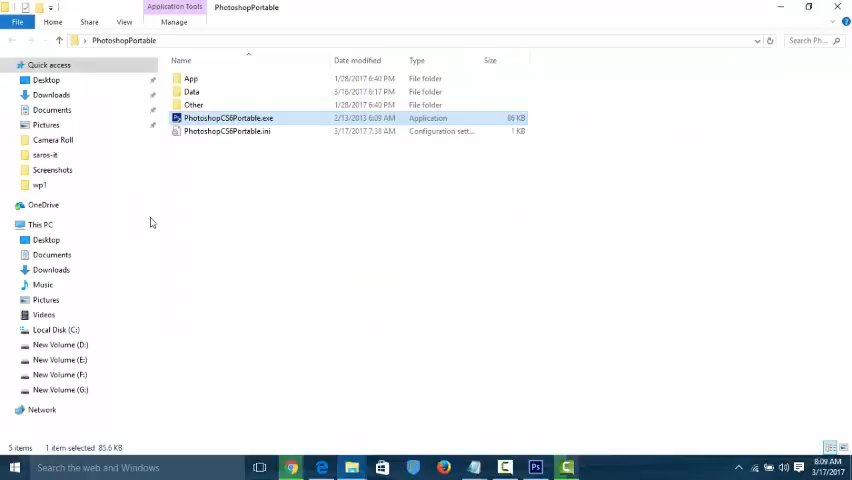 Application Tools
PhotoshopPortable
File
Home
Share
View
Manage
PhotoshopPortable
Search Ph...
Quick access
Desktop
Downloads
Documents
Pictures
Camera Roll
saros-it
Screenshots
wp1
OneDrive
This PC
Desktop
Documents
Downloads
Music
Pictures
Videos
Local Disk (C:)
New Volume (D:)
New Volume (E:)
New Volume (F:)
New Volume (G:)
Network
Name Date modified Type Size
App 1/28/2017 6:40 PM File folder
Data 3/16/2017 6:17 PM File folder
Other 1/28/2017 6:40 PM File folder
PhotoshopCS6Portable.exe 2/13/2013 6:09 AM Application 86 KB
PhotoshopCS6Portable.ini 3/17/2017 7:38 AM Configuration sett... 1 KB
5 items 1 item selected 85.6 KB
Search the web and Windows
Ps
8:09 AM
3/17/2017